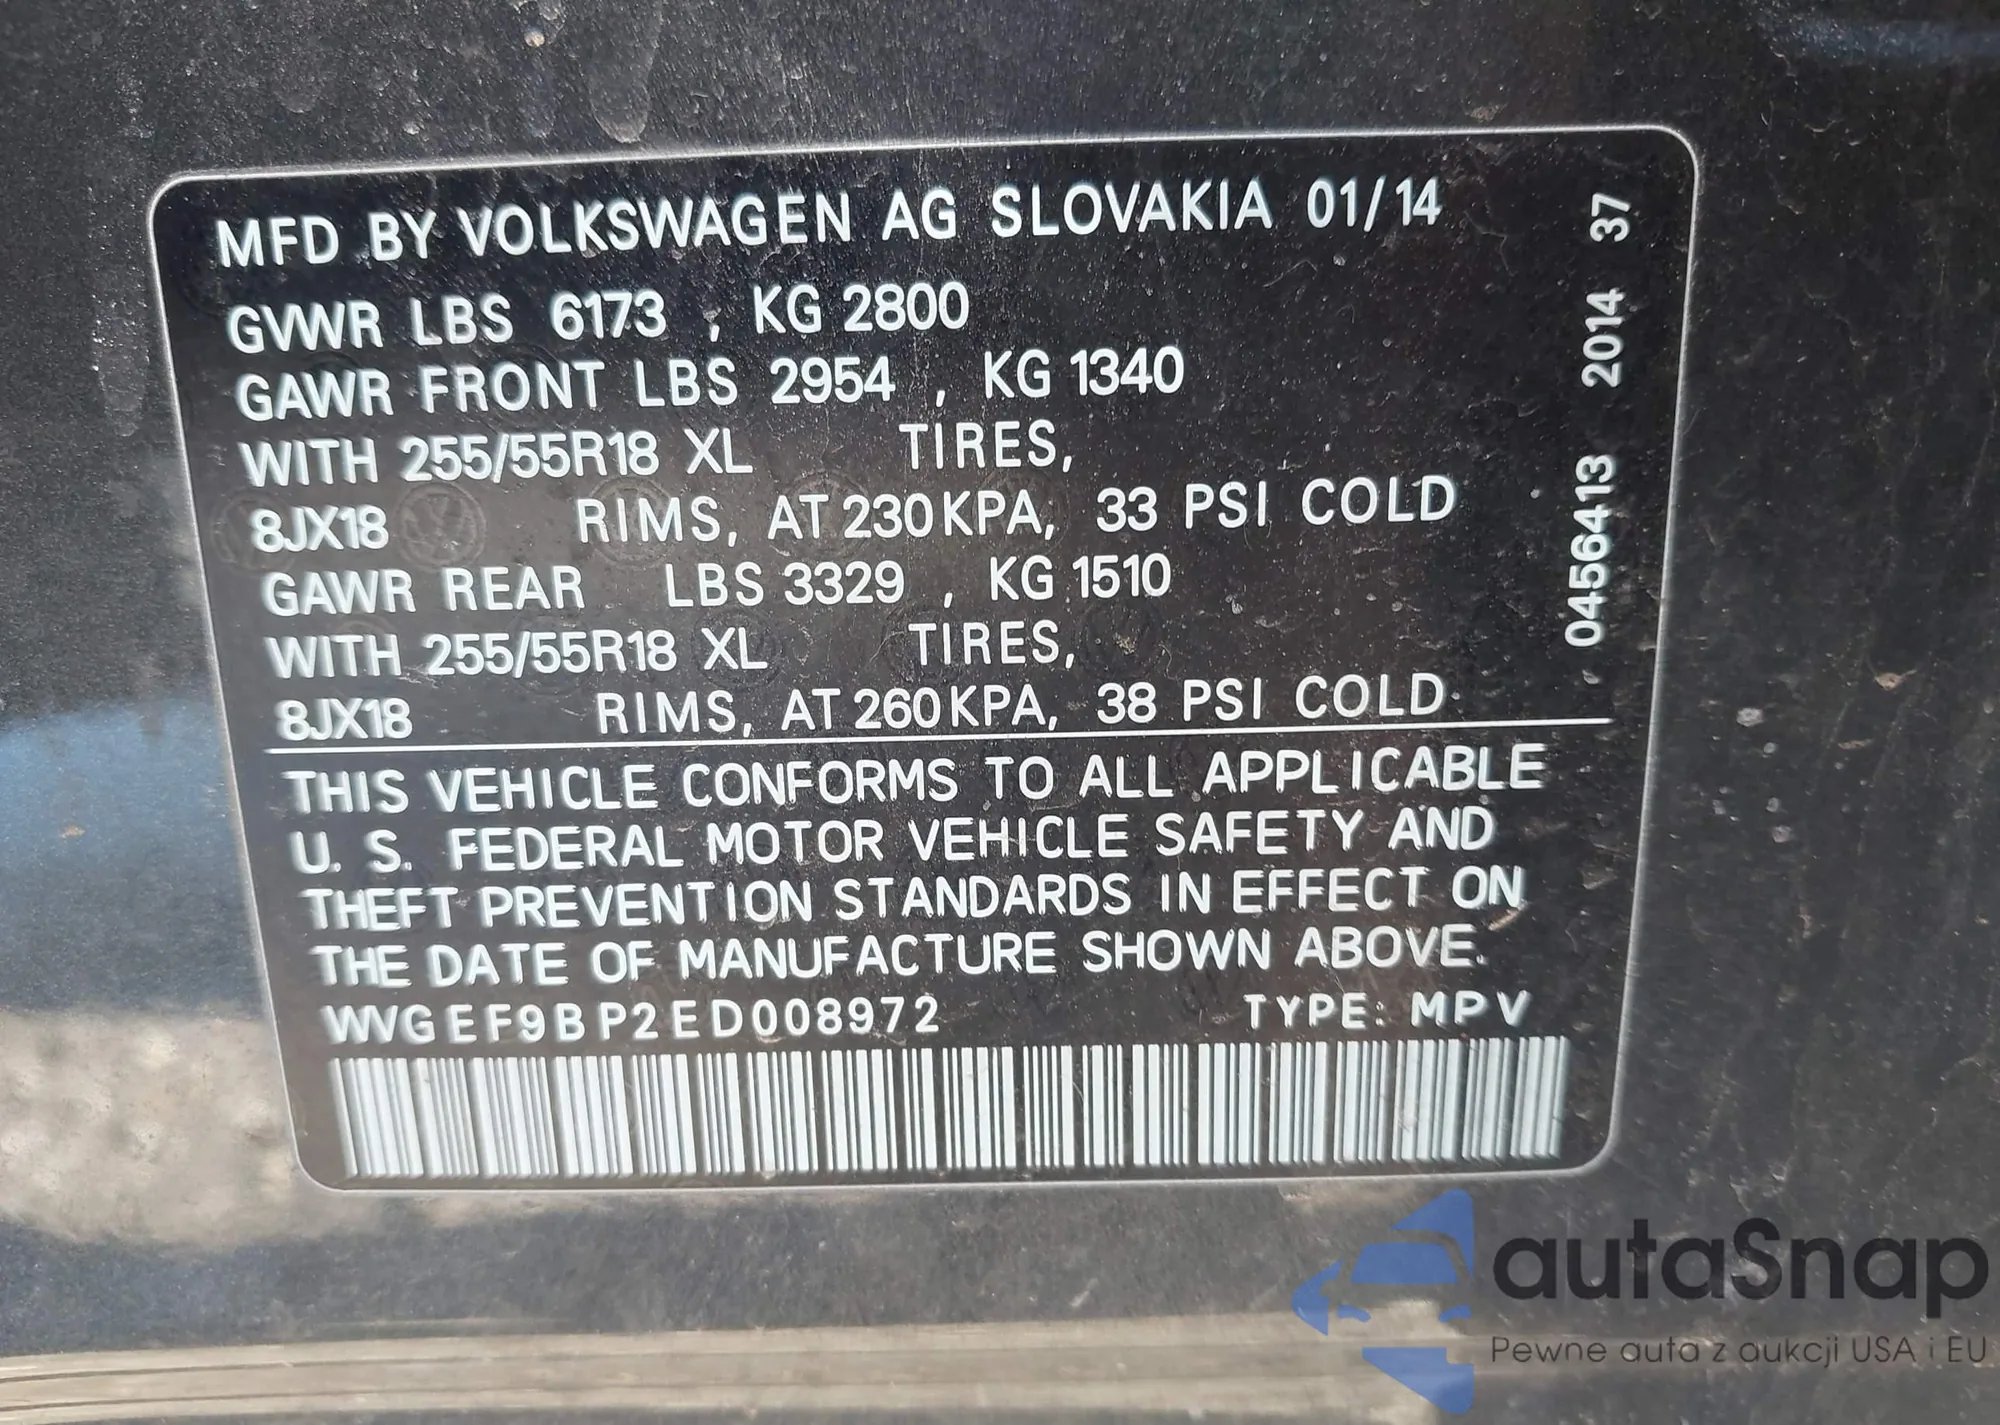 MFD BY VOLKSWAGEN AG SLOVAKIA 01/14
GVWR LBS 6173 , KG 2800
GAWR FRONT LBS 2954 , KG 1340
WITH 255/55R18 XL TIRES,
8JX18 RIMS, AT 230KPA, 33 PSI COLD
GAWR REAR LBS 3329 , KG 1510
WITH 255/55R18 XL TIRES,
8JX18 RIMS, AT 260KPA, 38 PSI COLD
THIS VEHICLE CONFORMS TO ALL APPLICABLE
U. S. FEDERAL MOTOR VEHICLE SAFETY AND
THEFT PREVENTION STANDARDS IN EFFECT ON
THE DATE OF MANUFACTURE SHOWN ABOVE.
WVGEF9BP2ED008972 TYPE: MPV
0456413 2014 37
autaSnap
Pewne auta z aukcji USA i EU